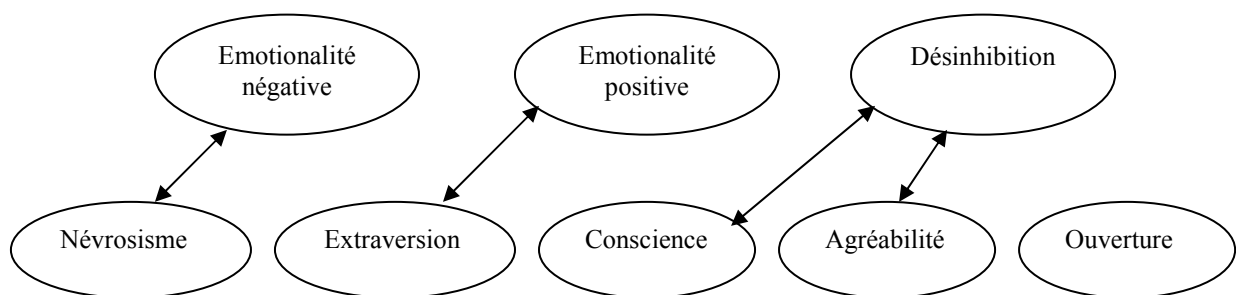 Emotionalité
négative
Emotionalité
positive
Désinhibition
Névrosisme
Extraversion
Conscience
Agréabilité
Ouverture